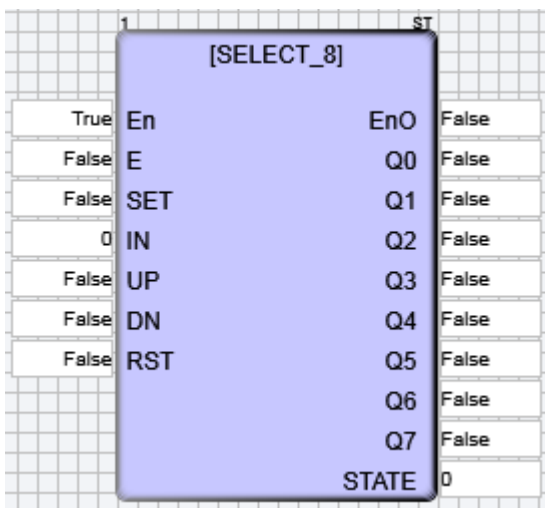 1 ST
[SELECT_8]
True En EnO False
False E Q0 False
False SET Q1 False
0 IN Q2 False
False UP Q3 False
False DN Q4 False
False RST Q5 False
Q6 False
Q7 False
STATE 0